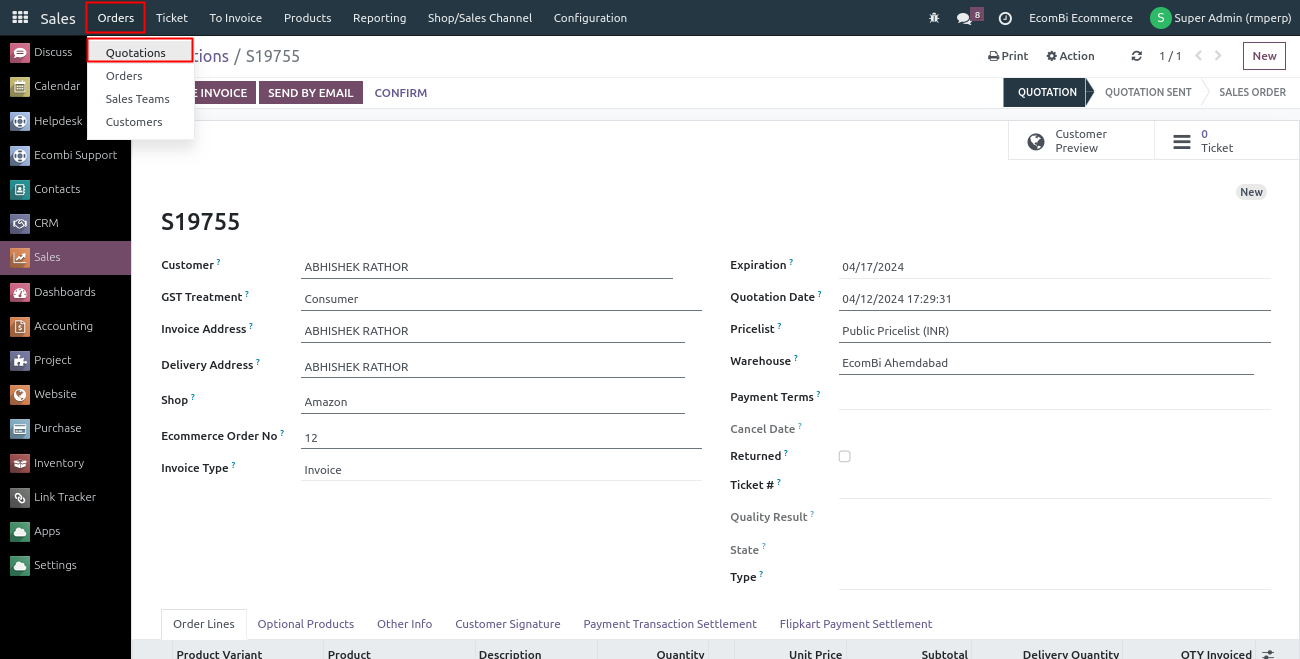 Sales Orders Ticket To Invoice Products Reporting Shop/Sales Channel Configuration 8 EcomBi Ecommerce S Super Admin (rmperp)
Quotations
Orders
Sales Teams
Customers
Discuss
Calendar
Helpdesk
Ecombi Support
Contacts
CRM
Sales
Dashboards
Accounting
Project
Website
Purchase
Inventory
Link Tracker
Apps
Settings
tions / S19755 Print Action 1 / 1 New
E INVOICE SEND BY EMAIL CONFIRM QUOTATION QUOTATION SENT SALES ORDER
Customer Preview
0 Ticket
New
S19755
Customer ? ABHISHEK RATHOR
GST Treatment ? Consumer
Invoice Address ? ABHISHEK RATHOR
Delivery Address ? ABHISHEK RATHOR
Shop ? Amazon
Ecommerce Order No ? 12
Invoice Type ? Invoice
Expiration ? 04/17/2024
Quotation Date ? 04/12/2024 17:29:31
Pricelist ? Public Pricelist (INR)
Warehouse ? EcomBi Ahemdabad
Payment Terms ?
Cancel Date ?
Returned ?
Ticket # ?
Quality Result ?
State ?
Type ?
Order Lines Optional Products Other Info Customer Signature Payment Transaction Settlement Flipkart Payment Settlement
Product Variant Product Description Quantity Unit Price Subtotal Delivery Quantity QTY Invoiced